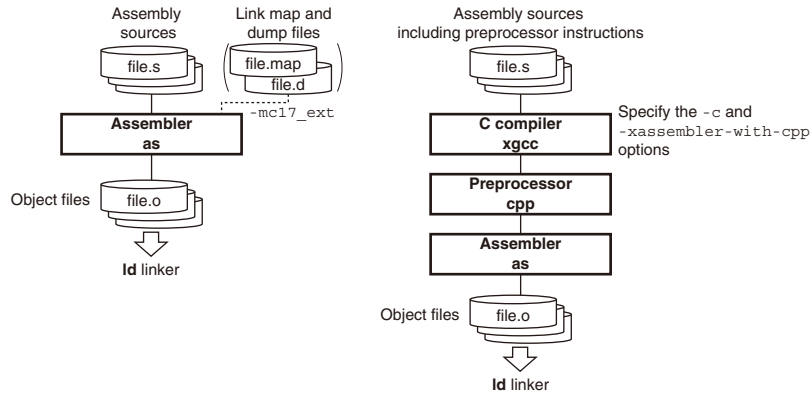 Assembly
sources
Link map and
dump files
file.s
file.map
file.d
-mc17_ext
Assembler
as
Object files
file.o
ld linker
Assembly sources
including preprocessor instructions
file.s
C compiler
xgcc
Specify the -c and
-xassembler-with-cpp
options
Preprocessor
cpp
Assembler
as
Object files
file.o
ld linker